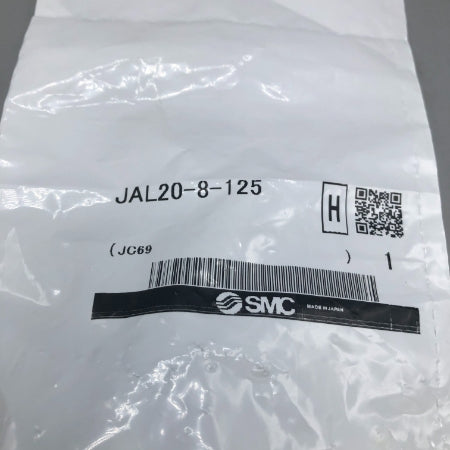 JAL20-8-125
H
(JC69 ) 1
SMC MADE IN JAPAN